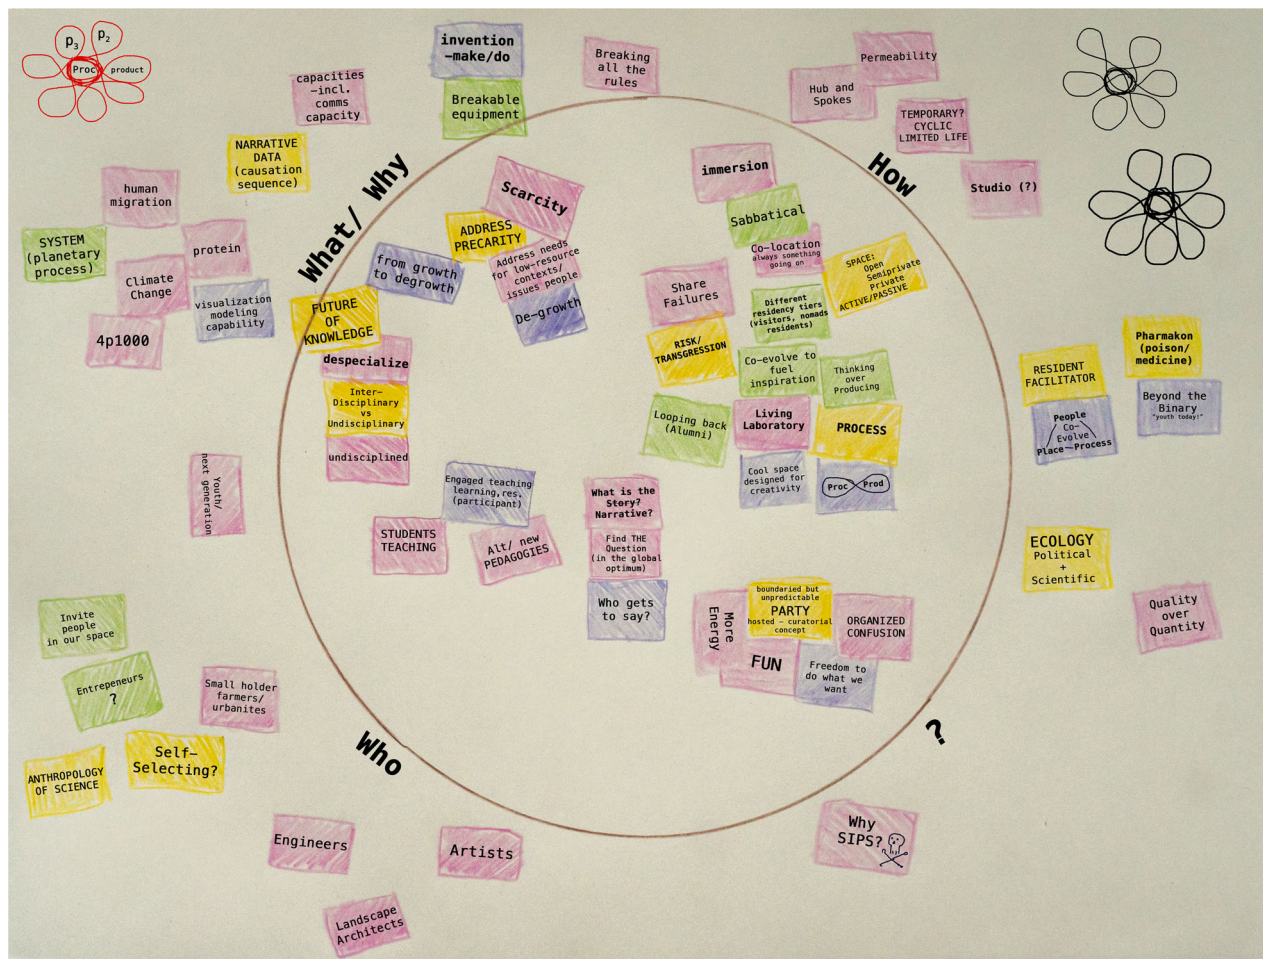 P3
P2
Proc
product
capacities
-incl.
comms
capacity
invention
-make/do
Breakable
equipment
Breaking
all the
rules
Permeability
Hub and
Spokes
TEMPORARY?
CYCLIC
LIMITED LIFE
Studio (?)
NARRATIVE
DATA
(causation
sequence)
human
migration
SYSTEM
(planetary
process)
protein
Climate
Change
visualization
modeling
capability
4p1000
What/ Why
How
Who
?
Scarcity
ADDRESS
PRECARITY
Address needs
for low-resource
contexts/
issues people
from growth
to degrowth
De-growth
FUTURE
OF
KNOWLEDGE
despecialize
Inter-
Disciplinary
vs
Undisciplinary
undisciplined
immersion
Sabbatical
Co-location
always something
going on
SPACE:
Open
Semiprivate
Private
ACTIVE/PASSIVE
Share
Failures
Different
residency tiers
(visitors, nomads
residents)
RISK/
TRANSGRESSION
Co-evolve to
fuel
inspiration
Thinking
over
Producing
Looping back
(Alumni)
Living
Laboratory
PROCESS
Cool space
designed for
creativity
Proc
Prod
Pharmakon
(poison/
medicine)
RESIDENT
FACILITATOR
Beyond the
Binary
"youth today!"
People
Co-
Evolve
Place-Process
Youth/
next generation
Engaged teaching
learning,res.
(participant)
STUDENTS
TEACHING
Alt/ new
PEDAGOGIES
What is the
Story?
Narrative?
Find THE
Question
(in the global
optimum)
Who gets
to say?
More
Energy
boundaried but
unpredictable
PARTY
hosted - curatorial
concept
ORGANIZED
CONFUSION
FUN
Freedom to
do what we
want
ECOLOGY
Political
+
Scientific
Quality
over
Quantity
Invite
people
in our space
Entrepeneurs
?
Small holder
farmers/
urbanites
ANTHROPOLOGY
OF SCIENCE
Self-
Selecting?
Engineers
Artists
Landscape
Architects
Why
SIPS?